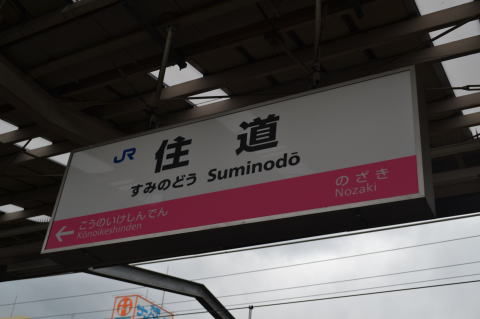 JR 住道
すみのどう Suminodō
のざき
Nozaki
← こうのいけしんでん
Kōnoikeshinden